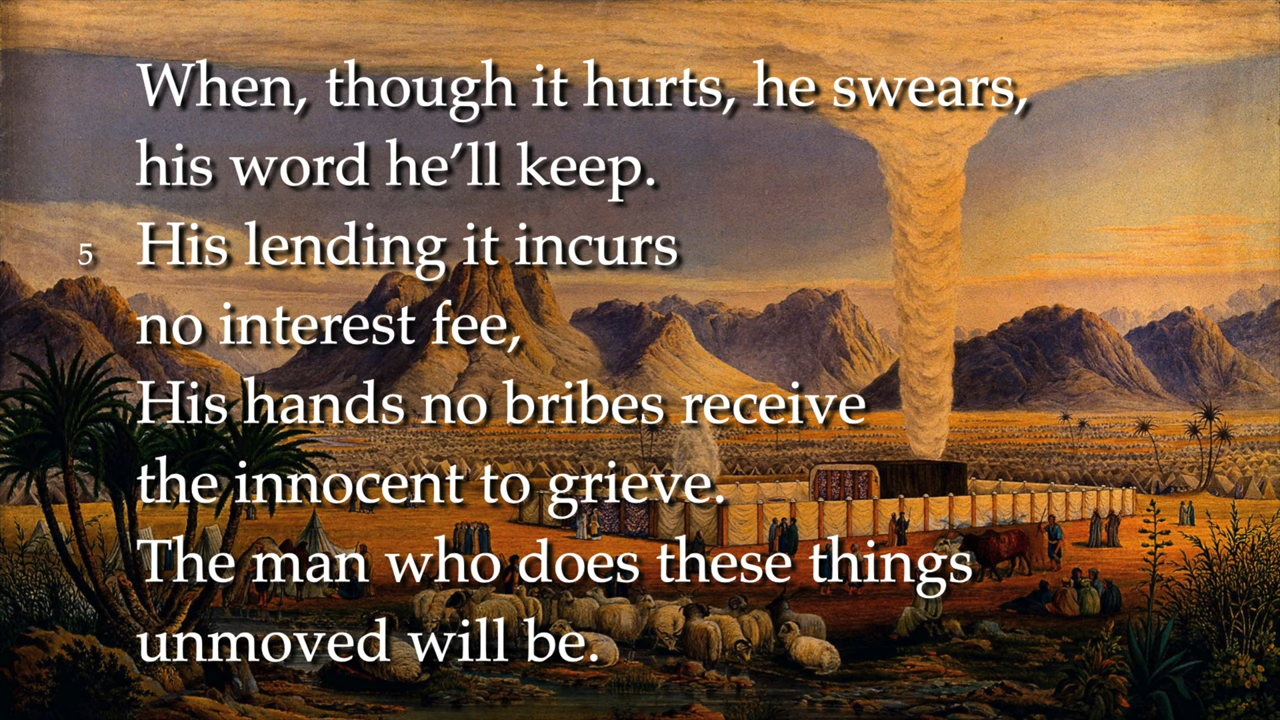 When, though it hurts, he swears,
his word he’ll keep.
5 His lending it incurs
no interest fee,
His hands no bribes receive
the innocent to grieve.
The man who does these things
unmoved will be.